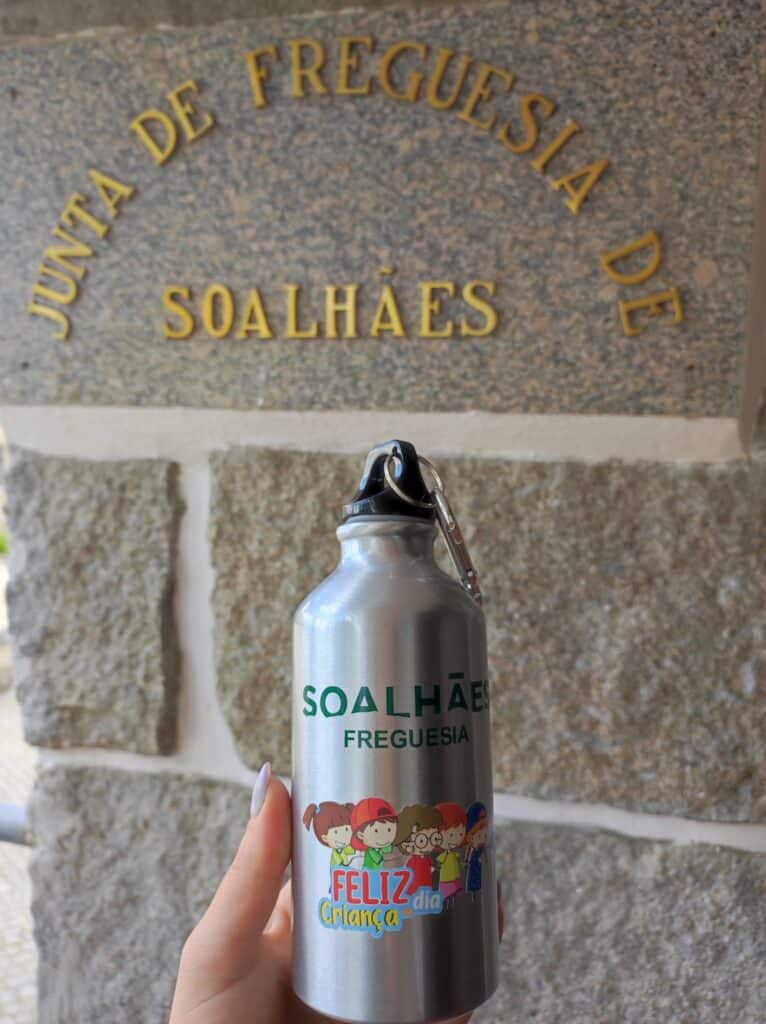 JUNTA DE FREGUESIA DE
SOALHÃES
SOALHÃES
FREGUESIA
FELIZ dia
Criança